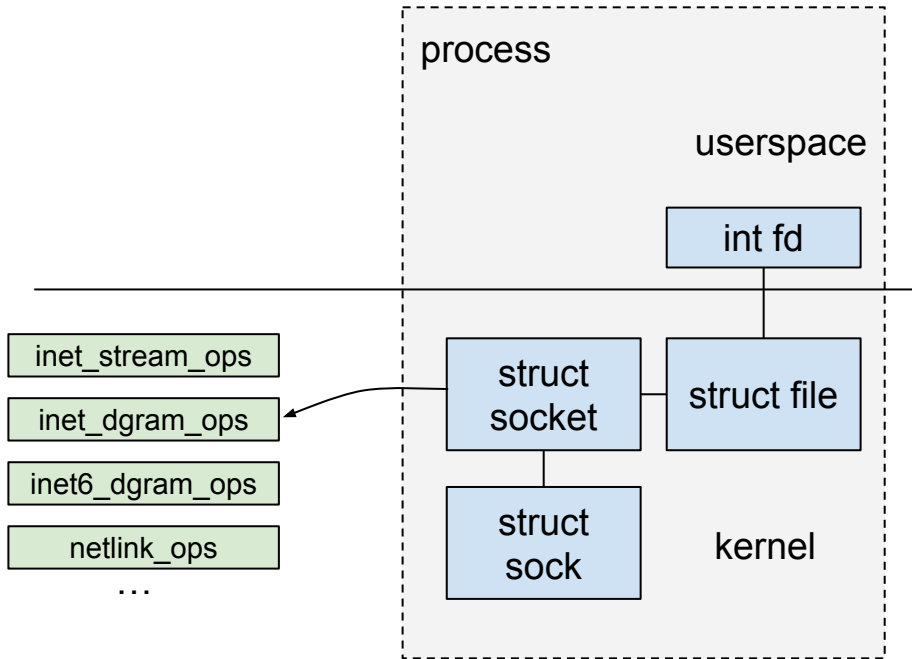 process
userspace
int fd
inet_stream_ops
inet_dgram_ops
inet6_dgram_ops
netlink_ops
…
struct
socket
struct file
struct
sock
kernel